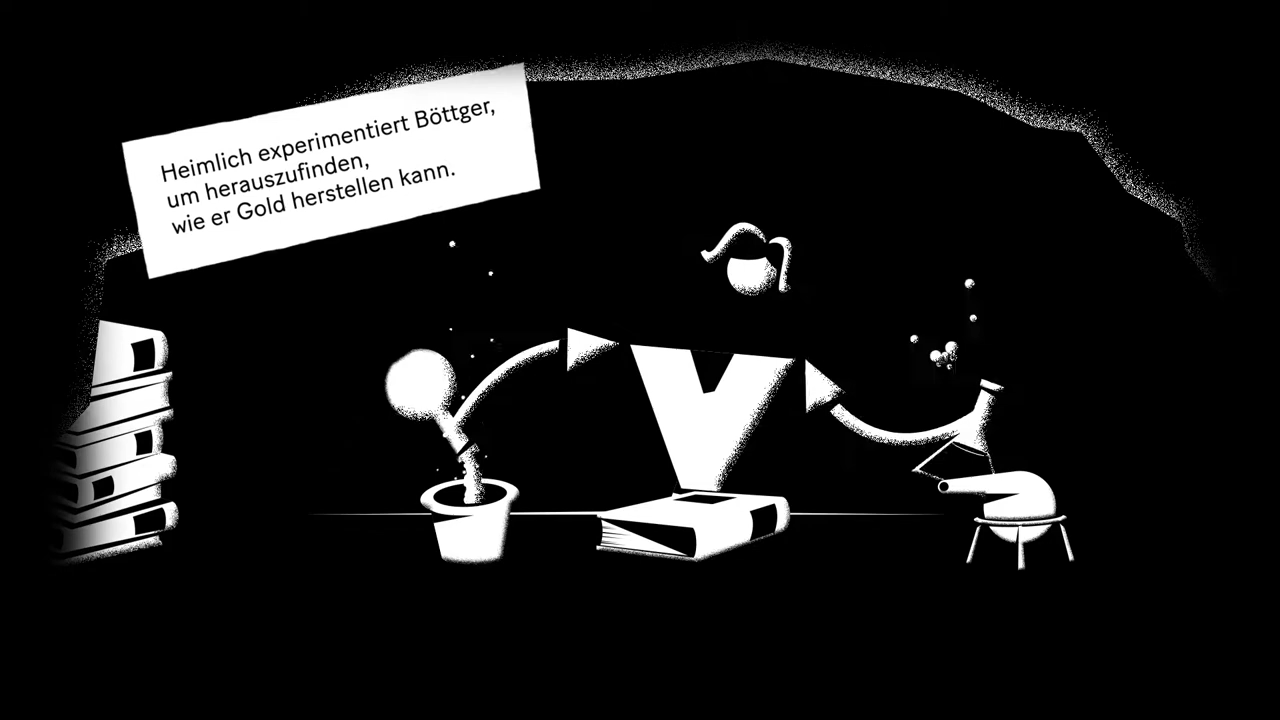 Heimlich experimentiert Böttger,
um herauszufinden,
wie er Gold herstellen kann.